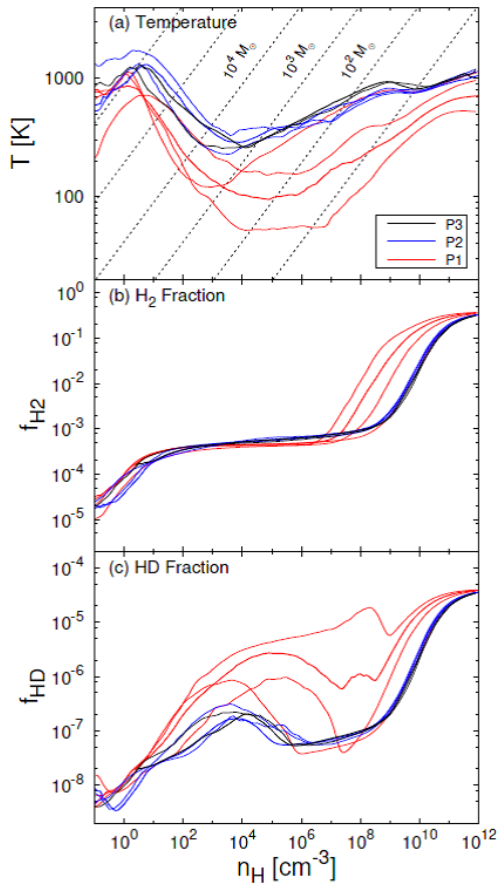 (a) Temperature
10⁴ M☉
10³ M☉
10² M☉
1000
100
T [K]
P3
P2
P1
(b) H₂ Fraction
10⁰
10⁻¹
10⁻²
10⁻³
10⁻⁴
10⁻⁵
f_H2
(c) HD Fraction
10⁻⁴
10⁻⁵
10⁻⁶
10⁻⁷
10⁻⁸
f_HD
10⁰ 10² 10⁴ 10⁶ 10⁸ 10¹⁰ 10¹²
n_H [cm⁻³]